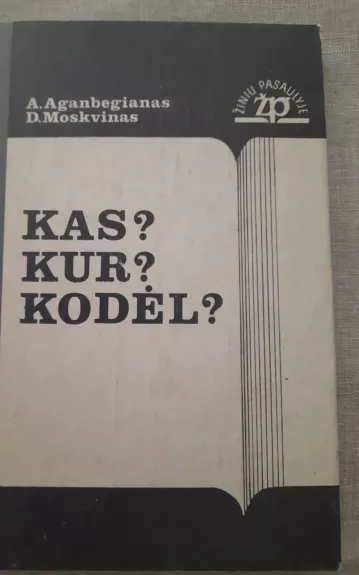 A.Aganbegianas
D.Moskvinas
ŽINIŲ PASAULYJE
žp
KAS?
KUR?
KODĖL?